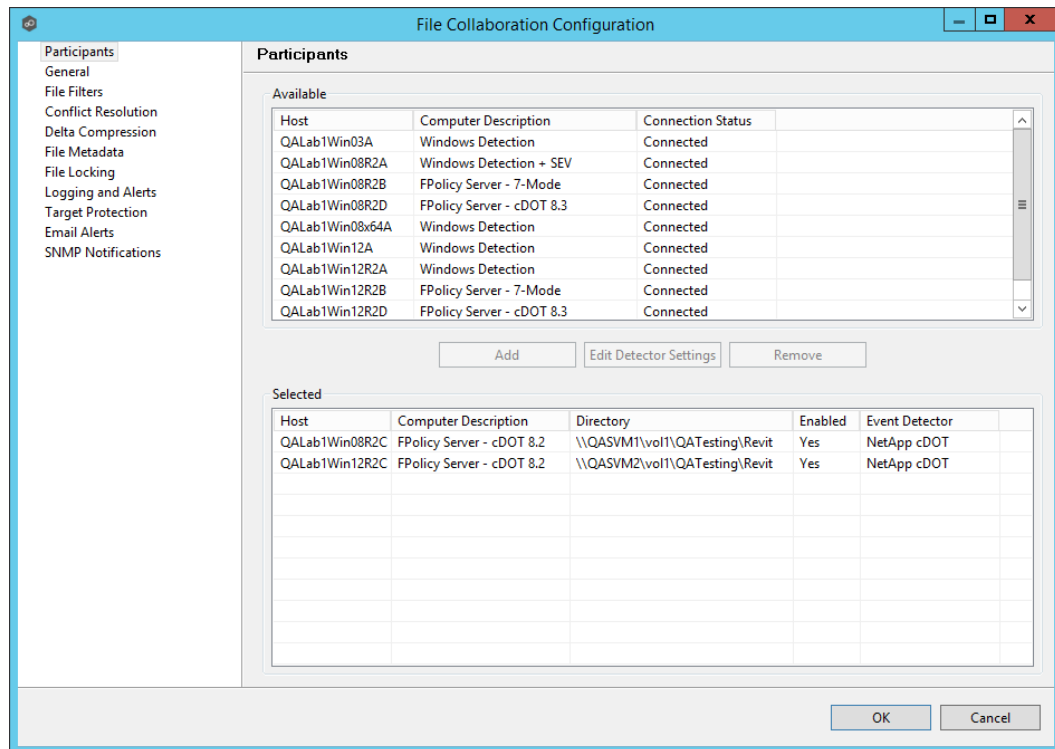 File Collaboration Configuration
Participants
General
File Filters
Conflict Resolution
Delta Compression
File Metadata
File Locking
Logging and Alerts
Target Protection
Email Alerts
SNMP Notifications
Participants
Available
Host Computer Description Connection Status
QALab1Win03A Windows Detection Connected
QALab1Win08R2A Windows Detection + SEV Connected
QALab1Win08R2B FPolicy Server - 7-Mode Connected
QALab1Win08R2D FPolicy Server - cDOT 8.3 Connected
QALab1Win08x64A Windows Detection Connected
QALab1Win12A Windows Detection Connected
QALab1Win12R2A Windows Detection Connected
QALab1Win12R2B FPolicy Server - 7-Mode Connected
QALab1Win12R2D FPolicy Server - cDOT 8.3 Connected
Add Edit Detector Settings Remove
Selected
Host Computer Description Directory Enabled Event Detector
QALab1Win08R2C FPolicy Server - cDOT 8.2 \\QASVM1\vol1\QATesting\Revit Yes NetApp cDOT
QALab1Win12R2C FPolicy Server - cDOT 8.2 \\QASVM2\vol1\QATesting\Revit Yes NetApp cDOT
OK Cancel